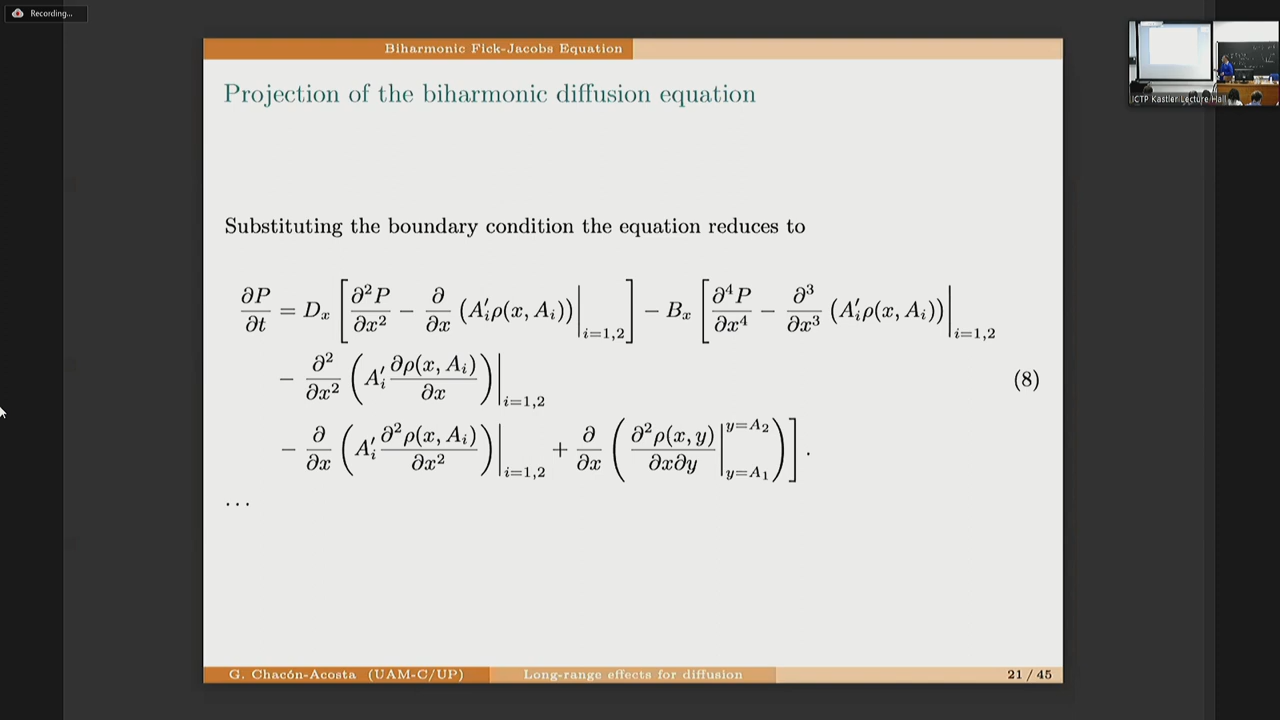 Recording...
ICTP Kastler Lecture Hall
Biharmonic Fick-Jacobs Equation
Projection of the biharmonic diffusion equation
Substituting the boundary condition the equation reduces to
∂P/∂t = D_x [ ∂²P/∂x² − ∂/∂x (A′_i ρ(x, A_i))|_{i=1,2} ] − B_x [ ∂⁴P/∂x⁴ − ∂³/∂x³ (A′_i ρ(x, A_i))|_{i=1,2}
− ∂²/∂x² (A′_i ∂ρ(x, A_i)/∂x)|_{i=1,2} (8)
− ∂/∂x (A′_i ∂²ρ(x, A_i)/∂x²)|_{i=1,2} + ∂/∂x (∂²ρ(x, y)/∂x∂y |_{y=A_1}^{y=A_2}) ] .
...
G. Chacón-Acosta (UAM-C/UP) Long-range effects for diffusion 21 / 45